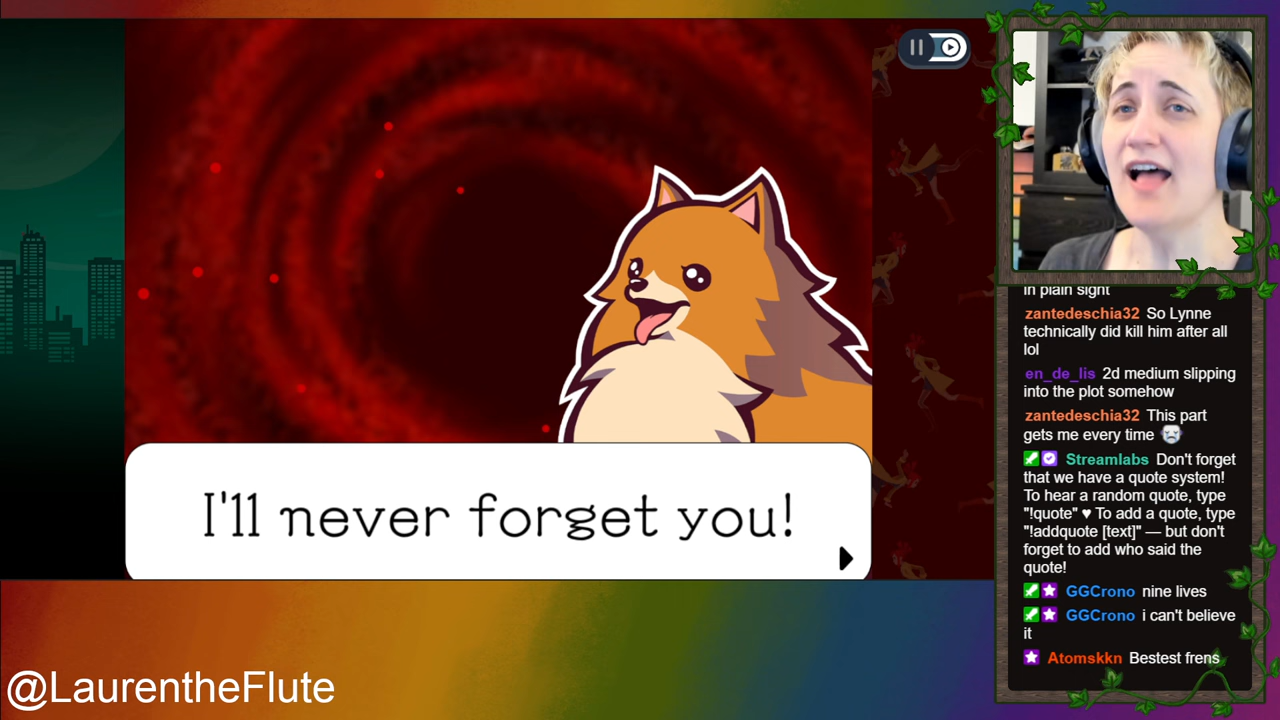 I'll never forget you!
@LaurentheFlute
in plain sight
zantedeschia32 So Lynne
technically did kill him after all
lol
en_de_lis 2d medium slipping
into the plot somehow
zantedeschia32 This part
gets me every time
Streamlabs Don't forget
that we have a quote system!
To hear a random quote, type
"!quote" ♥ To add a quote, type
"!addquote [text]" — but don't
forget to add who said the
quote!
GGCrono nine lives
GGCrono i can't believe
it
Atomskkn Bestest frens